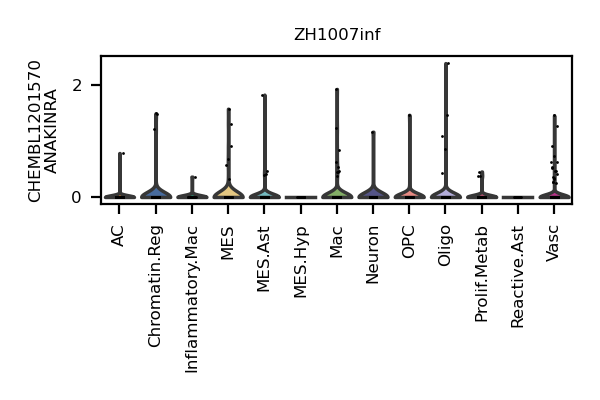 ZH1007inf
CHEMBL1201570
ANAKINRA
2
0
AC
Chromatin.Reg
Inflammatory.Mac
MES
MES.Ast
MES.Hyp
Mac
Neuron
OPC
Oligo
Prolif.Metab
Reactive.Ast
Vasc